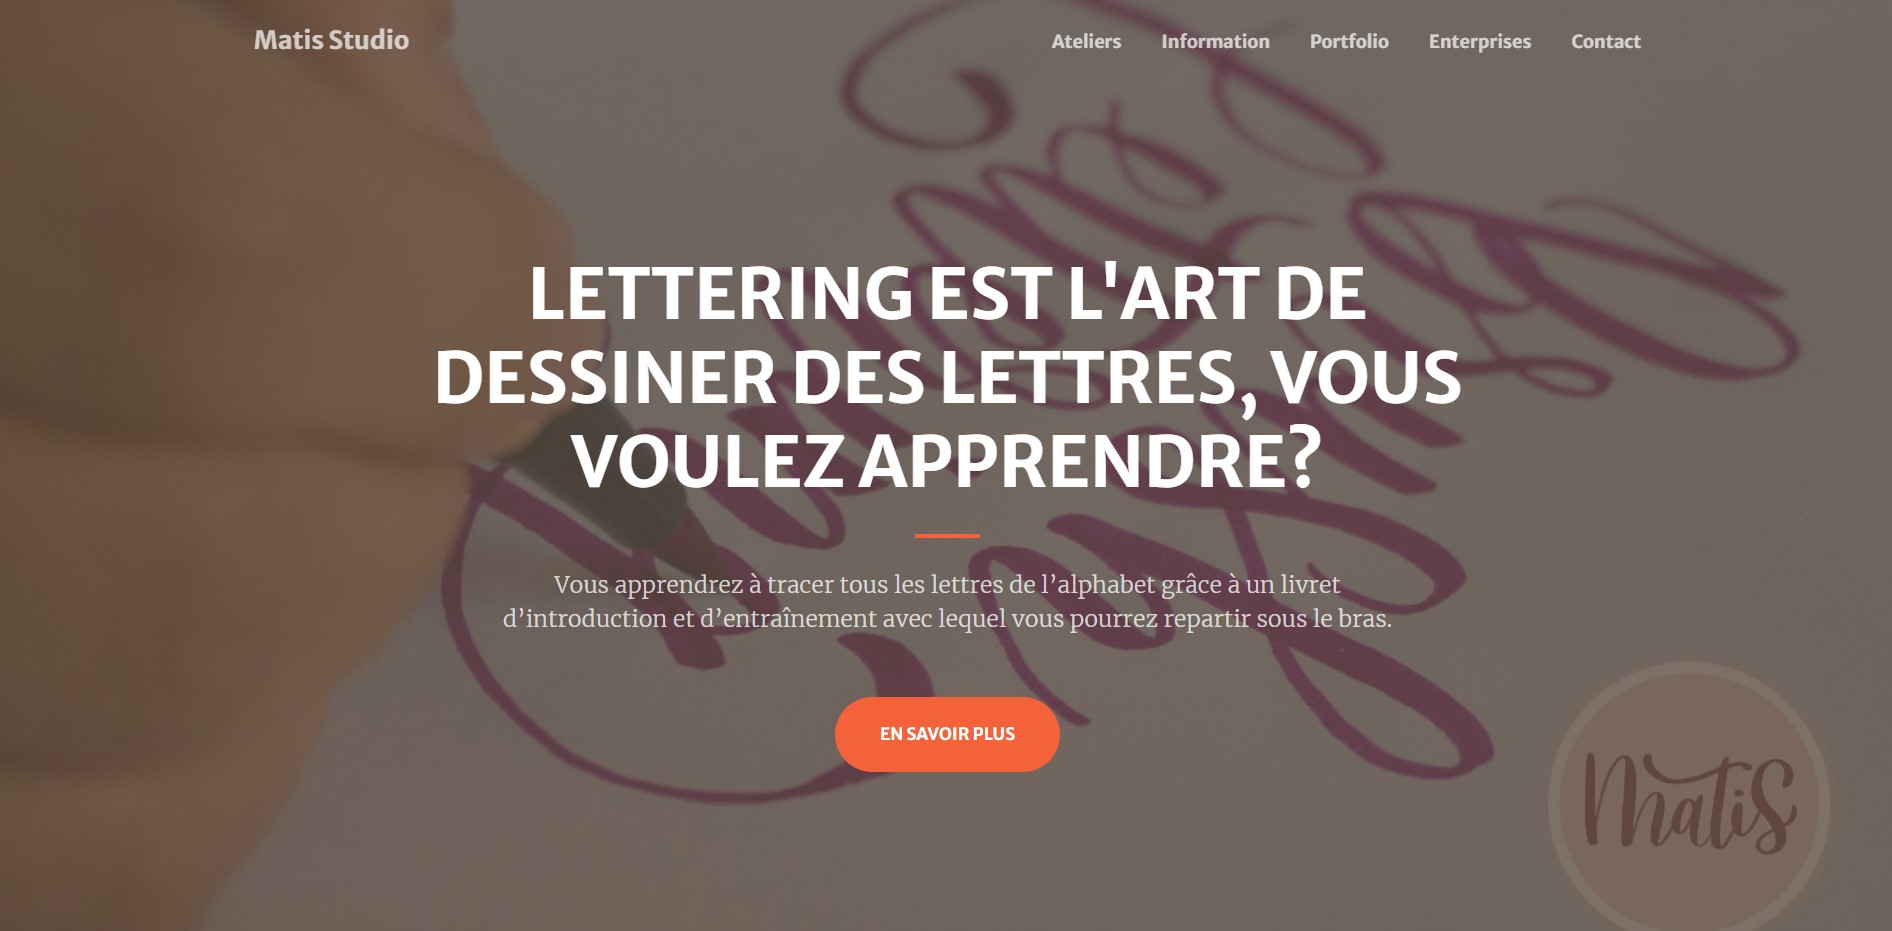 Matis Studio
Ateliers Information Portfolio Enterprises Contact
LETTERING EST L'ART DE
DESSINER DES LETTRES, VOUS
VOULEZ APPRENDRE?
Vous apprendrez à tracer tous les lettres de l’alphabet grâce à un livret
d’introduction et d’entraînement avec lequel vous pourrez repartir sous le bras.
EN SAVOIR PLUS
Matis